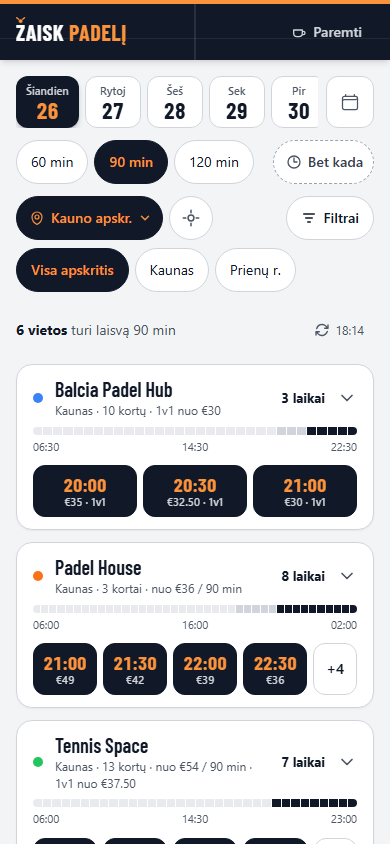 ŽAISK PADELĮ
Paremti
Šiandien Rytoj Šeš Sek Pir
26 27 28 29 30
60 min 90 min 120 min Bet kada
Kauno apskr. Filtrai
Visa apskritis Kaunas Prienų r.
6 vietos turi laisvą 90 min 18:14
Balcia Padel Hub
Kaunas · 10 kortų · 1v1 nuo €30
3 laikai
06:30 14:30 22:30
20:00 20:30 21:00
€35 · 1v1 €32.50 · 1v1 €30 · 1v1
Padel House
Kaunas · 3 kortai · nuo €36 / 90 min
8 laikai
06:00 16:00 02:00
21:00 21:30 22:00 22:30 +4
€49 €42 €39 €36
Tennis Space
Kaunas · 13 kortų · nuo €54 / 90 min ·
1v1 nuo €37.50
7 laikai
06:00 23:00